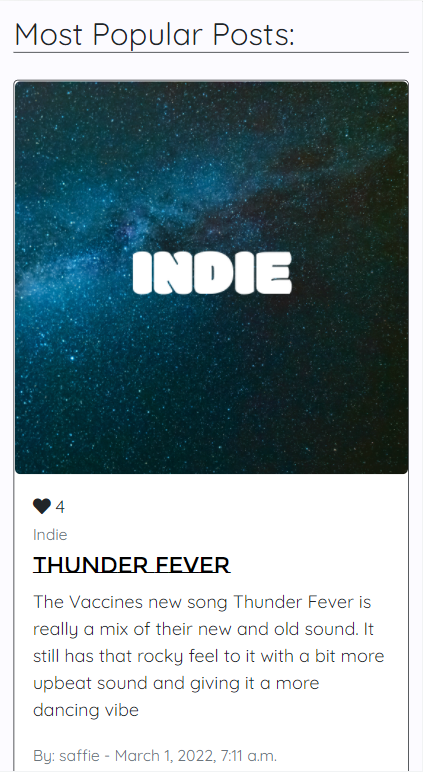 Most Popular Posts:
INDIE
4
Indie
THUNDER FEVER
The Vaccines new song Thunder Fever is
really a mix of their new and old sound. It
still has that rocky feel to it with a bit more
upbeat sound and giving it a more
dancing vibe
By: saffie - March 1, 2022, 7:11 a.m.